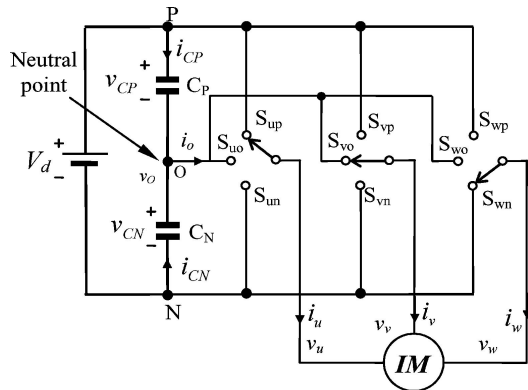 P
Neutral
point
i_CP
+
v_CP
C_P
-
S_up
S_vp
S_wp
i_o
S_uo
S_vo
S_wo
+
V_d
-
v_O
O
S_un
S_vn
S_wn
+
v_CN
C_N
-
i_CN
N
i_u
i_v
i_w
v_u
v_v
v_w
IM